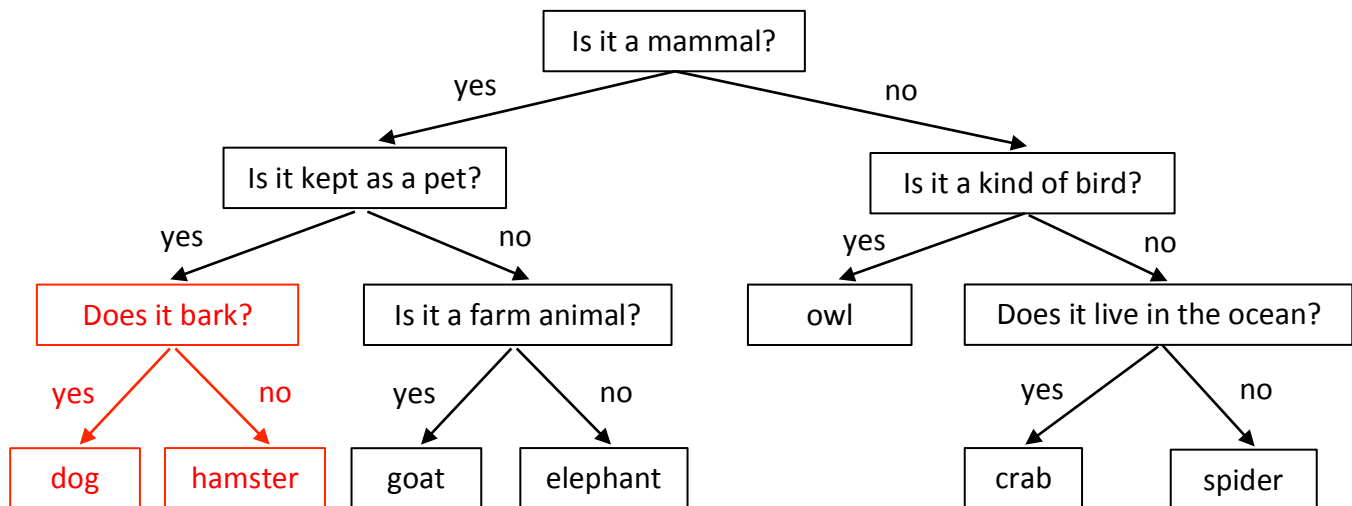 Is it a mammal?
yes
no
Is it kept as a pet?
Is it a kind of bird?
yes
no
yes
no
Does it bark?
Is it a farm animal?
owl
Does it live in the ocean?
yes
no
yes
no
yes
no
dog
hamster
goat
elephant
crab
spider